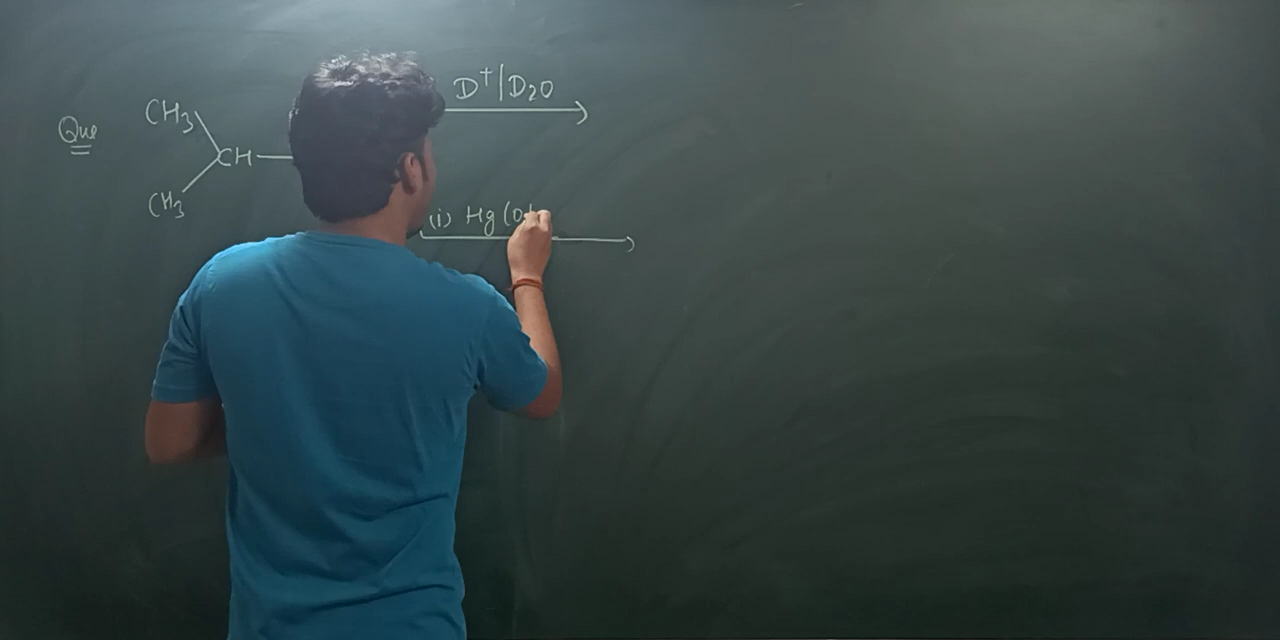 Que
CH3
CH—
CH3
D+/D2O
(i) Hg(O